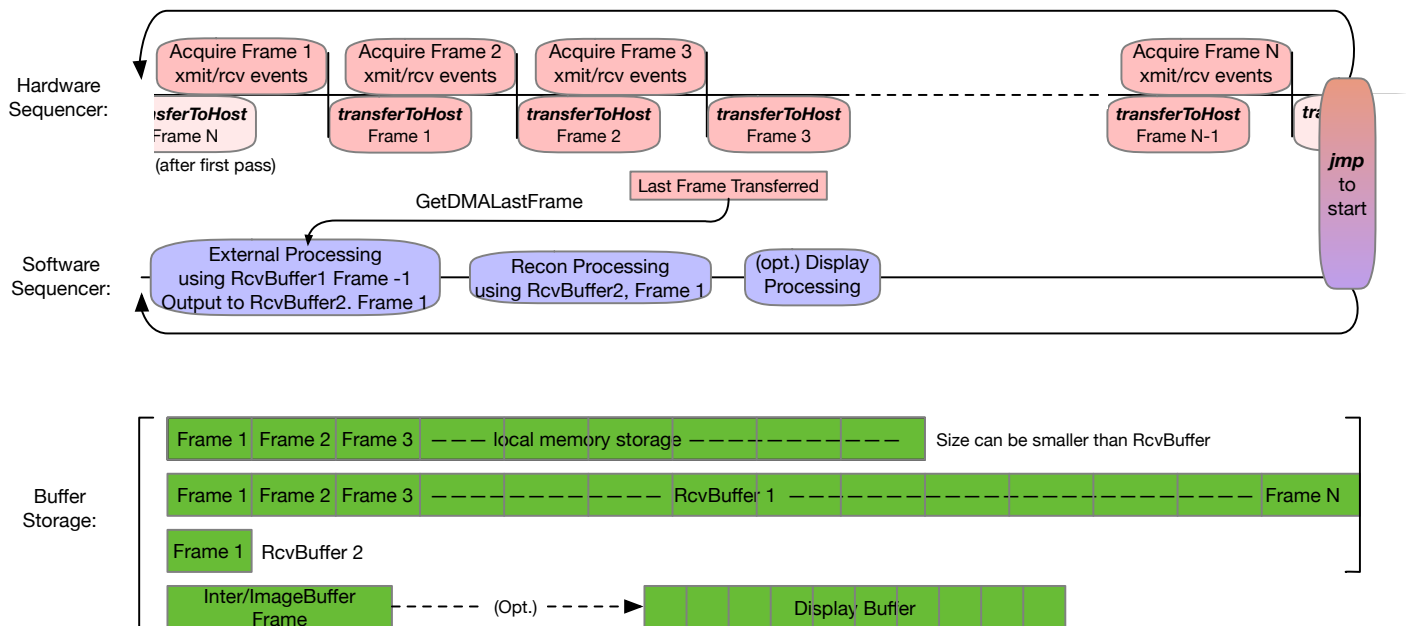 Hardware
Sequencer:
Acquire Frame 1
xmit/rcv events
Acquire Frame 2
xmit/rcv events
Acquire Frame 3
xmit/rcv events
Acquire Frame N
xmit/rcv events
nsferToHost
Frame N
(after first pass)
transferToHost
Frame 1
transferToHost
Frame 2
transferToHost
Frame 3
transferToHost
Frame N-1
tra
jmp
to
start
Last Frame Transferred
GetDMALastFrame
Software
Sequencer:
External Processing
using RcvBuffer1 Frame -1
Output to RcvBuffer2. Frame 1
Recon Processing
using RcvBuffer2, Frame 1
(opt.) Display
Processing
Buffer
Storage:
Frame 1 Frame 2 Frame 3 local memory storage
Size can be smaller than RcvBuffer
Frame 1 Frame 2 Frame 3 RcvBuffer 1 Frame N
Frame 1 RcvBuffer 2
Inter/ImageBuffer
Frame
(Opt.)
Display Buffer